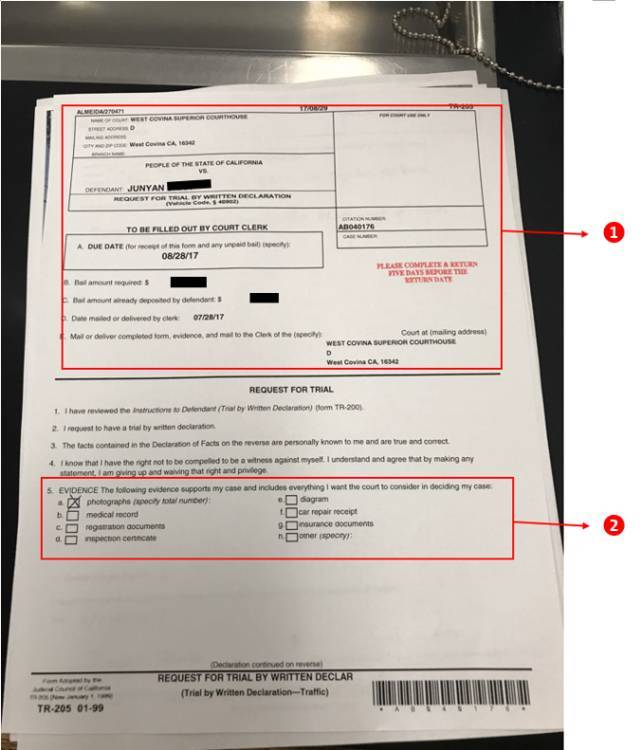 ALMEIDA/270471 17/08/29 TR-205
NAME OF COURT: WEST COVINA SUPERIOR COURTHOUSE
STREET ADDRESS: D
MAILING ADDRESS:
CITY AND ZIP CODE: West Covina CA, 16342
BRANCH NAME:
FOR COURT USE ONLY
PEOPLE OF THE STATE OF CALIFORNIA
VS.
DEFENDANT: JUNYAN
REQUEST FOR TRIAL BY WRITTEN DECLARATION
(Vehicle Code, § 40902)
CITATION NUMBER:
AB040176
CASE NUMBER:
TO BE FILLED OUT BY COURT CLERK
A. DUE DATE (for receipt of this form and any unpaid bail) (specify):
08/28/17
PLEASE COMPLETE & RETURN
FIVE DAYS BEFORE THE
RETURN DATE
B. Bail amount required: $
C. Bail amount already deposited by defendant: $
D. Date mailed or delivered by clerk: 07/28/17
E. Mail or deliver completed form, evidence, and mail to the Clerk of the (specify): Court at (mailing address)
WEST COVINA SUPERIOR COURTHOUSE
D
West Covina CA, 16342
1
REQUEST FOR TRIAL
1. I have reviewed the Instructions to Defendant (Trial by Written Declaration) (form TR-200).
2. I request to have a trial by written declaration.
3. The facts contained in the Declaration of Facts on the reverse are personally known to me and are true and correct.
4. I know that I have the right not to be compelled to be a witness against myself. I understand and agree that by making any
statement, I am giving up and waiving that right and privilege.
5. EVIDENCE The following evidence supports my case and includes everything I want the court to consider in deciding my case:
a. photographs (specify total number): e. diagram
b. medical record f. car repair receipt
c. registration documents g. insurance documents
d. inspection certificate h. other (specify):
2
(Declaration continued on reverse)
Form Adopted by the
Judicial Council of California
TR-205 [New January 1, 1999]
TR-205 01-99
REQUEST FOR TRIAL BY WRITTEN DECLAR
(Trial by Written Declaration—Traffic)